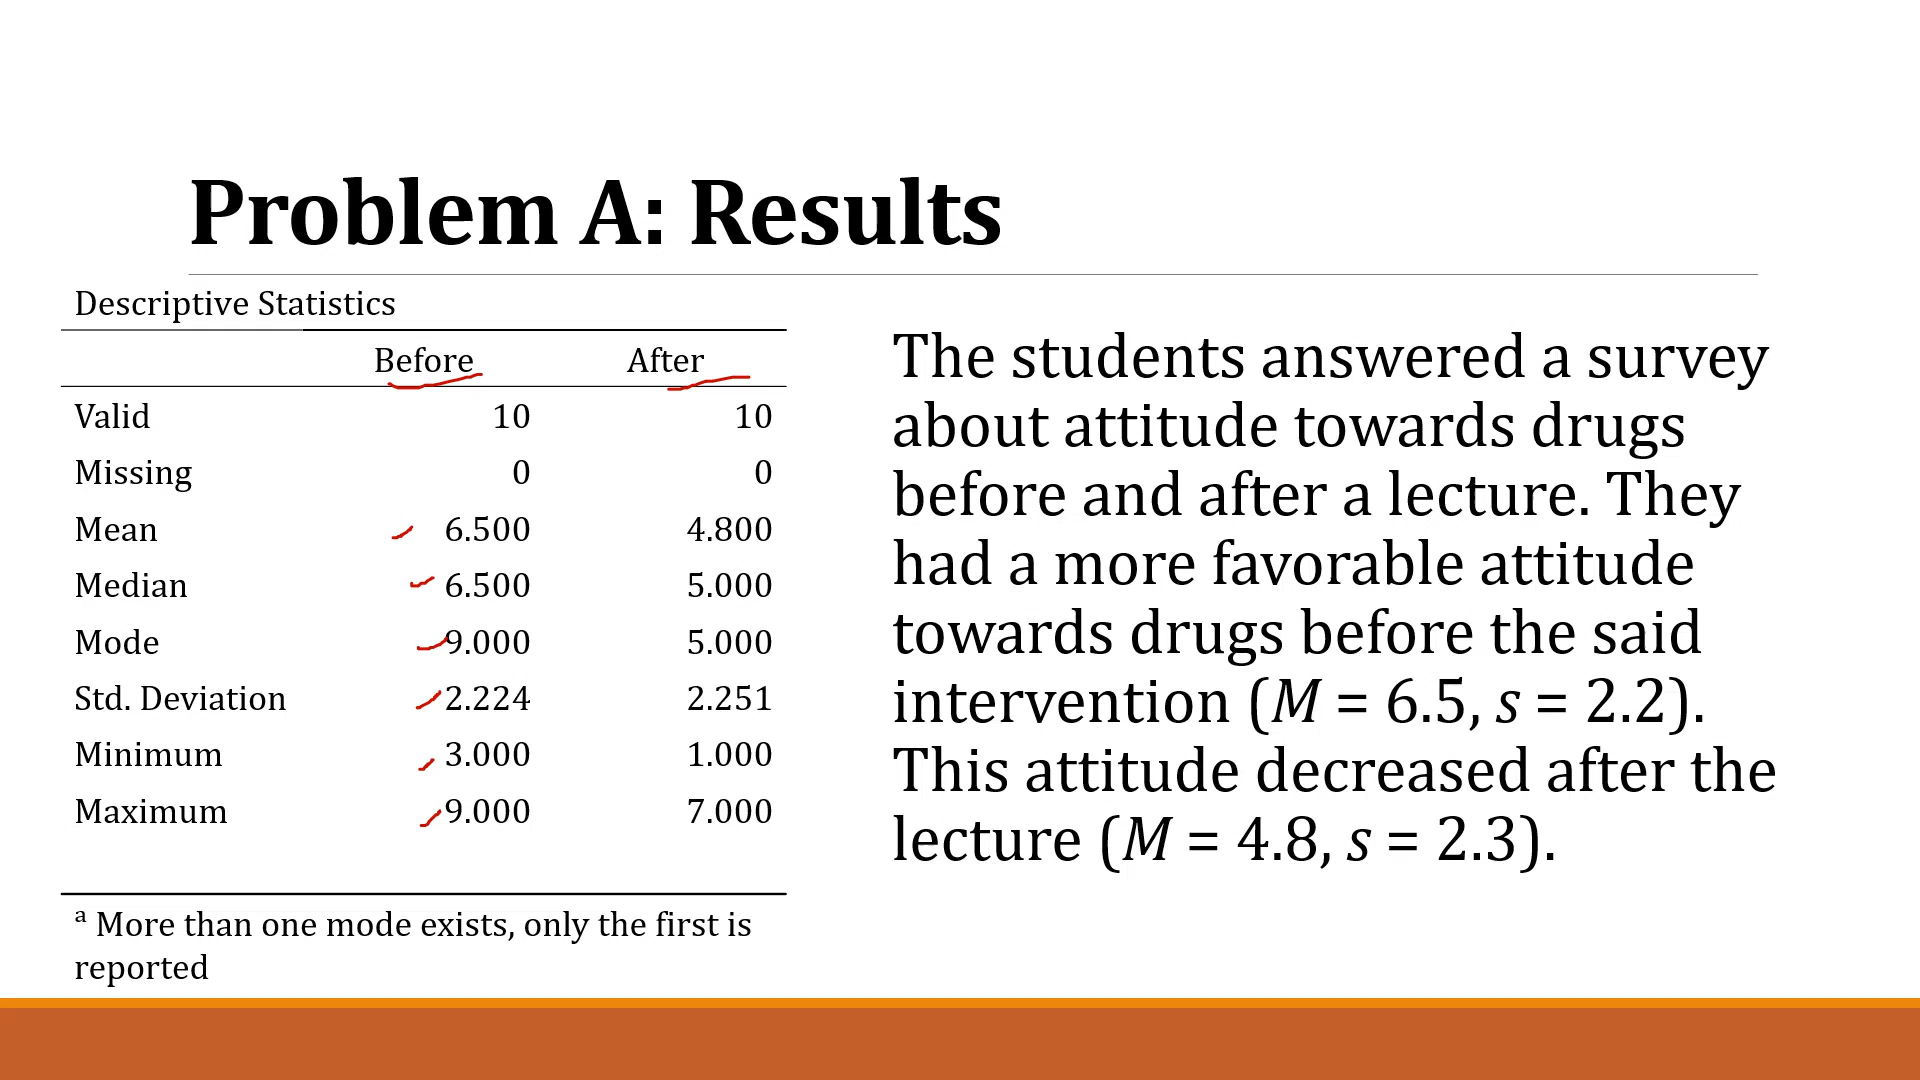 Problem A: Results
Descriptive Statistics
Before After
Valid 10 10
Missing 0 0
Mean 6.500 4.800
Median 6.500 5.000
Mode 9.000 5.000
Std. Deviation 2.224 2.251
Minimum 3.000 1.000
Maximum 9.000 7.000
ᵃ More than one mode exists, only the first is
reported
The students answered a survey
about attitude towards drugs
before and after a lecture. They
had a more favorable attitude
towards drugs before the said
intervention (M = 6.5, s = 2.2).
This attitude decreased after the
lecture (M = 4.8, s = 2.3).